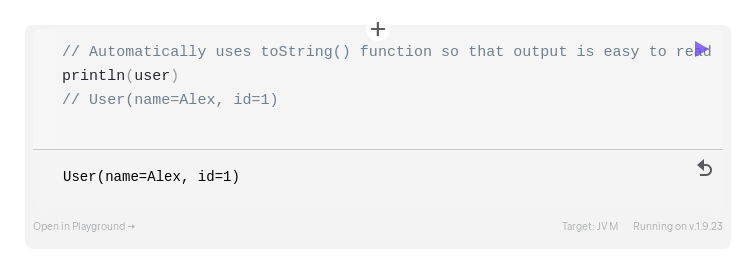 // Automatically uses toString() function so that output is easy to read
println(user)
// User(name=Alex, id=1)
User(name=Alex, id=1)
Open in Playground →
Target: JVM
Running on v.1.9.23